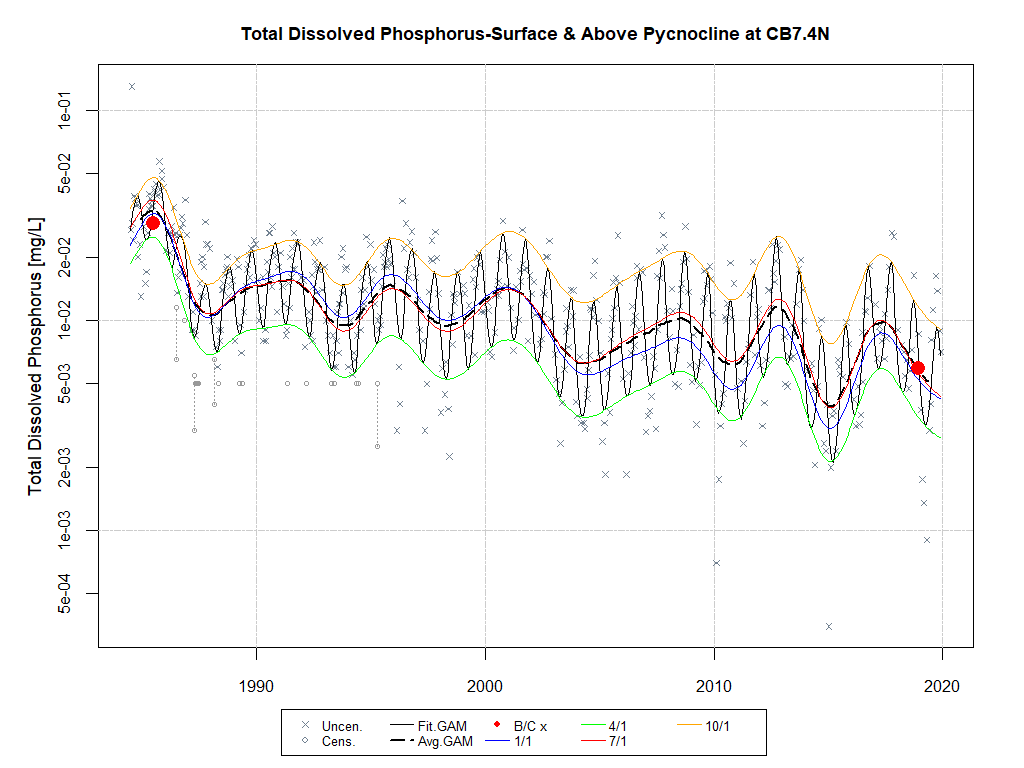 Total Dissolved Phosphorus-Surface & Above Pycnocline at CB7.4N
Total Dissolved Phosphorus [mg/L]
1e-01
5e-02
2e-02
1e-02
5e-03
2e-03
1e-03
5e-04
1990 2000 2010 2020
Uncen. Fit.GAM B/C x 4/1 10/1
Cens. Avg.GAM 1/1 7/1